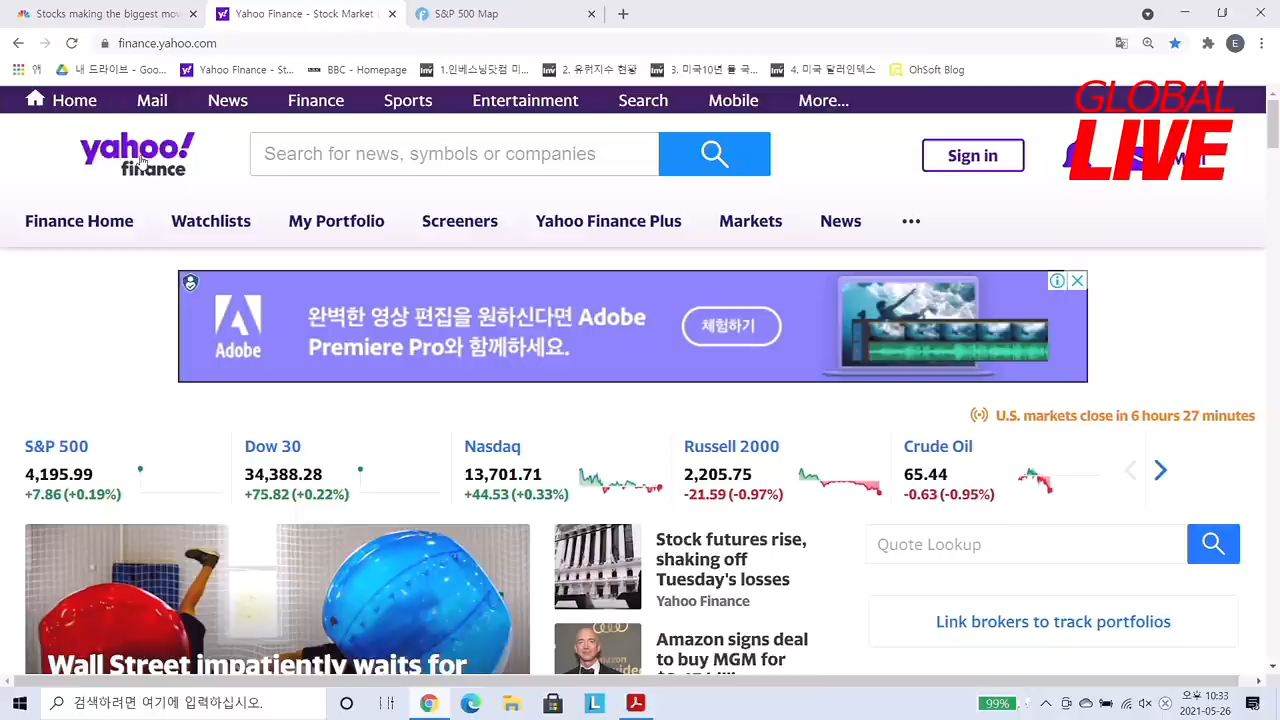 Stocks making the biggest mov
Yahoo Finance - Stock Market
S&P 500 Map
finance.yahoo.com
앱
내 드라이브 - Goo...
Yahoo FInance - St...
BBC - Homepage
1.인베스닝닷컴 미...
3. 미국10년 물 국...
4. 미국 달러인덱스
OhSoft Blog
Home
Mail
News
Finance
Sports
Entertainment
Search
Mobile
More...
GLOBAL
LIVE
yahoo!
finance
Search for news, symbols or companies
Sign in
Finance Home
Watchlists
My Portfolio
Screeners
Yahoo Finance Plus
Markets
News
Adobe
완벽한 영상 편집을 원하신다면 Adobe
Premiere Pro와 함께하세요.
체험하기
U.S. markets close in 6 hours 27 minutes
S&P 500
4,195.99
+7.86 (+0.19%)
Dow 30
34,388.28
+75.82 (+0.22%)
Nasdaq
13,701.71
+44.53 (+0.33%)
Russell 2000
2,205.75
-21.59 (-0.97%)
Crude Oil
65.44
-0.63 (-0.95%)
Wall Street impatiently waits for
Stock futures rise,
shaking off
Tuesday's losses
Yahoo Finance
Amazon signs deal
to buy MGM for
Quote Lookup
Link brokers to track portfolios
검색하려면 여기에 입력하십시오.
99%
오후 10:33
2021-05-26